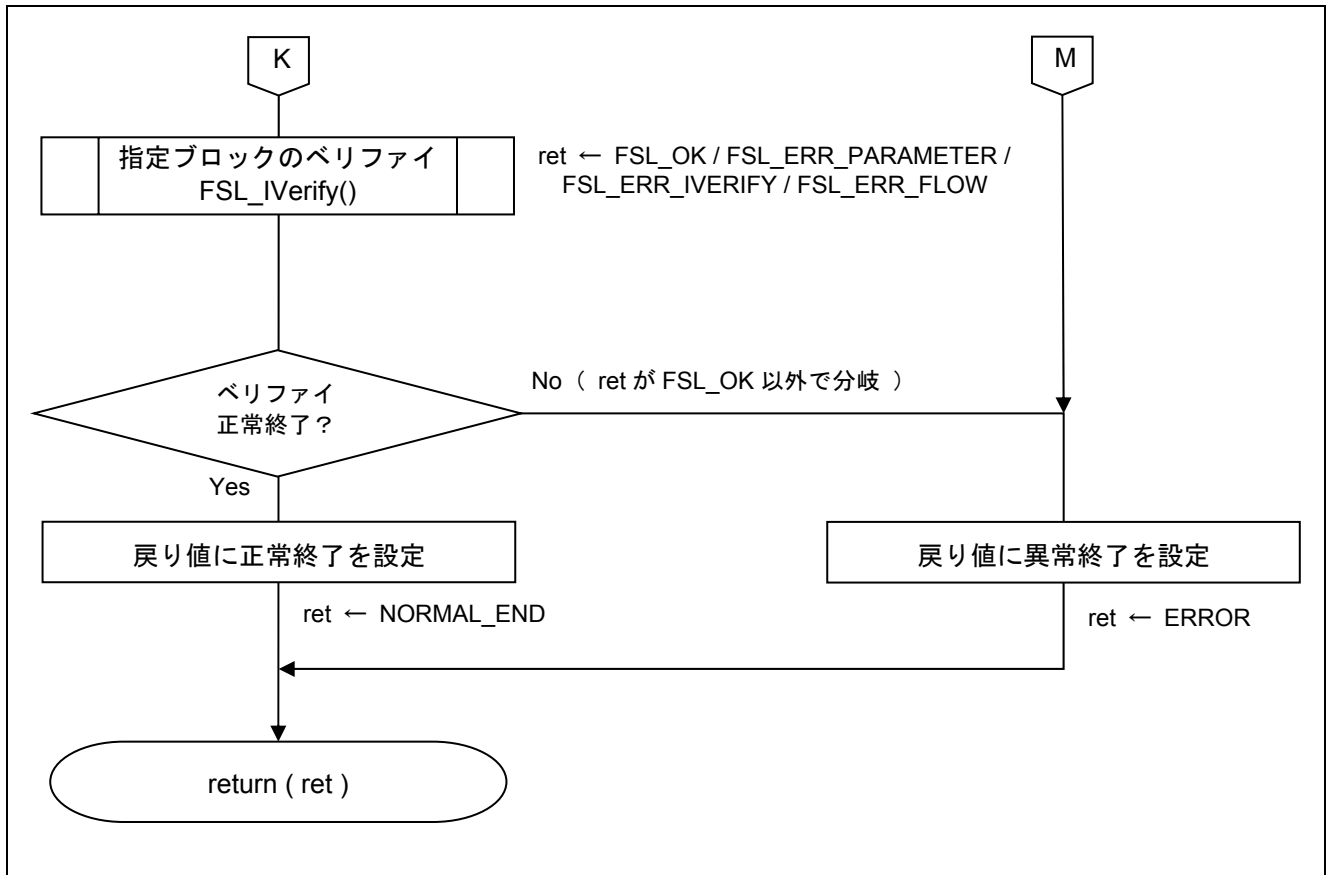 K
M
指定ブロックのベリファイ
FSL_IVerify()
ret ← FSL_OK / FSL_ERR_PARAMETER /
FSL_ERR_IVERIFY / FSL_ERR_FLOW
ベリファイ
正常終了？
No（ ret が FSL_OK 以外で分岐 ）
Yes
戻り値に正常終了を設定
戻り値に異常終了を設定
ret ← NORMAL_END
ret ← ERROR
return ( ret )